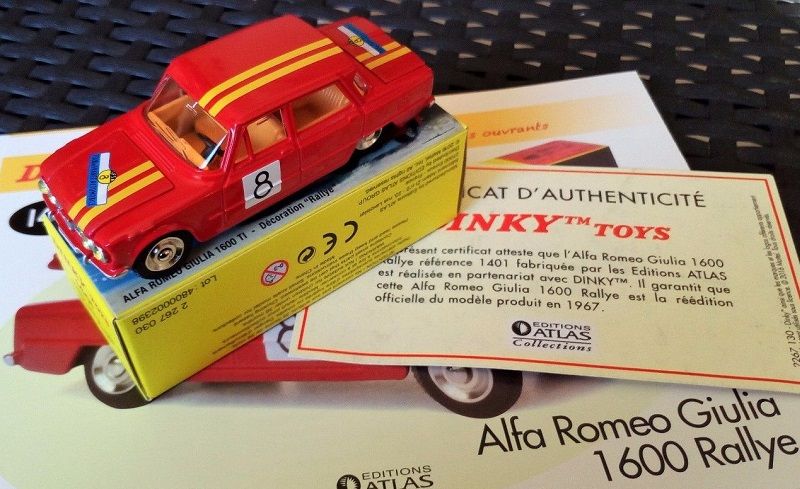 s ouvrants
8
ALFA ROMEO GIULIA 1600 TI - Décoration "Rallye"
2 267 030
Lot : 4800002398
CAT D'AUTHENTICITÉ
DINKY™ TOYS
présent certificat atteste que l'Alfa Romeo Giulia 1600
Rallye référence 1401 fabriquée par les Editions ATLAS
est réalisée en partenariat avec DINKY™. Il garantit que
cette Alfa Romeo Giulia 1600 Rallye est la réédition
officielle du modèle produit en 1967.
EDITIONS
ATLAS
Collections
Alfa Romeo Giulia
1600 Rallye
EDITIONS
ATLAS